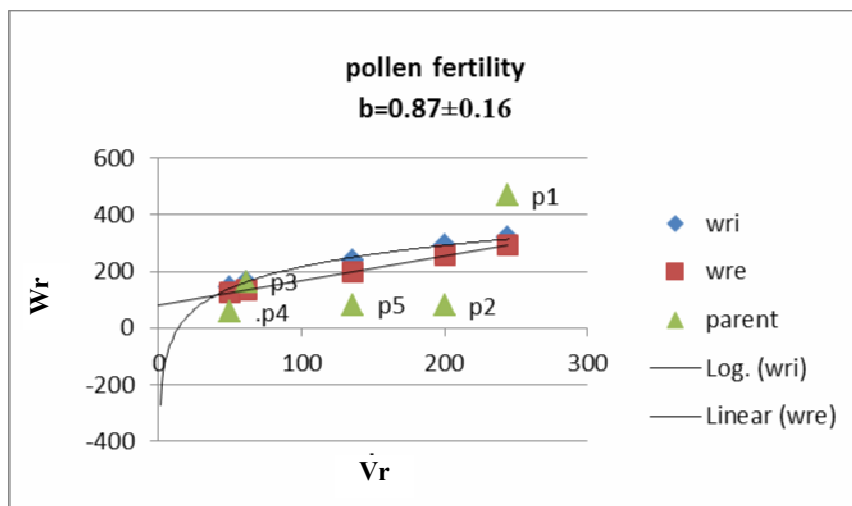 pollen fertility
b=0.87±0.16
600
400
200
0
-200
-400
0
100
200
300
Wr
Vr
p1
p3
.p4
p5
p2
wri
wre
parent
Log. (wri)
Linear (wre)